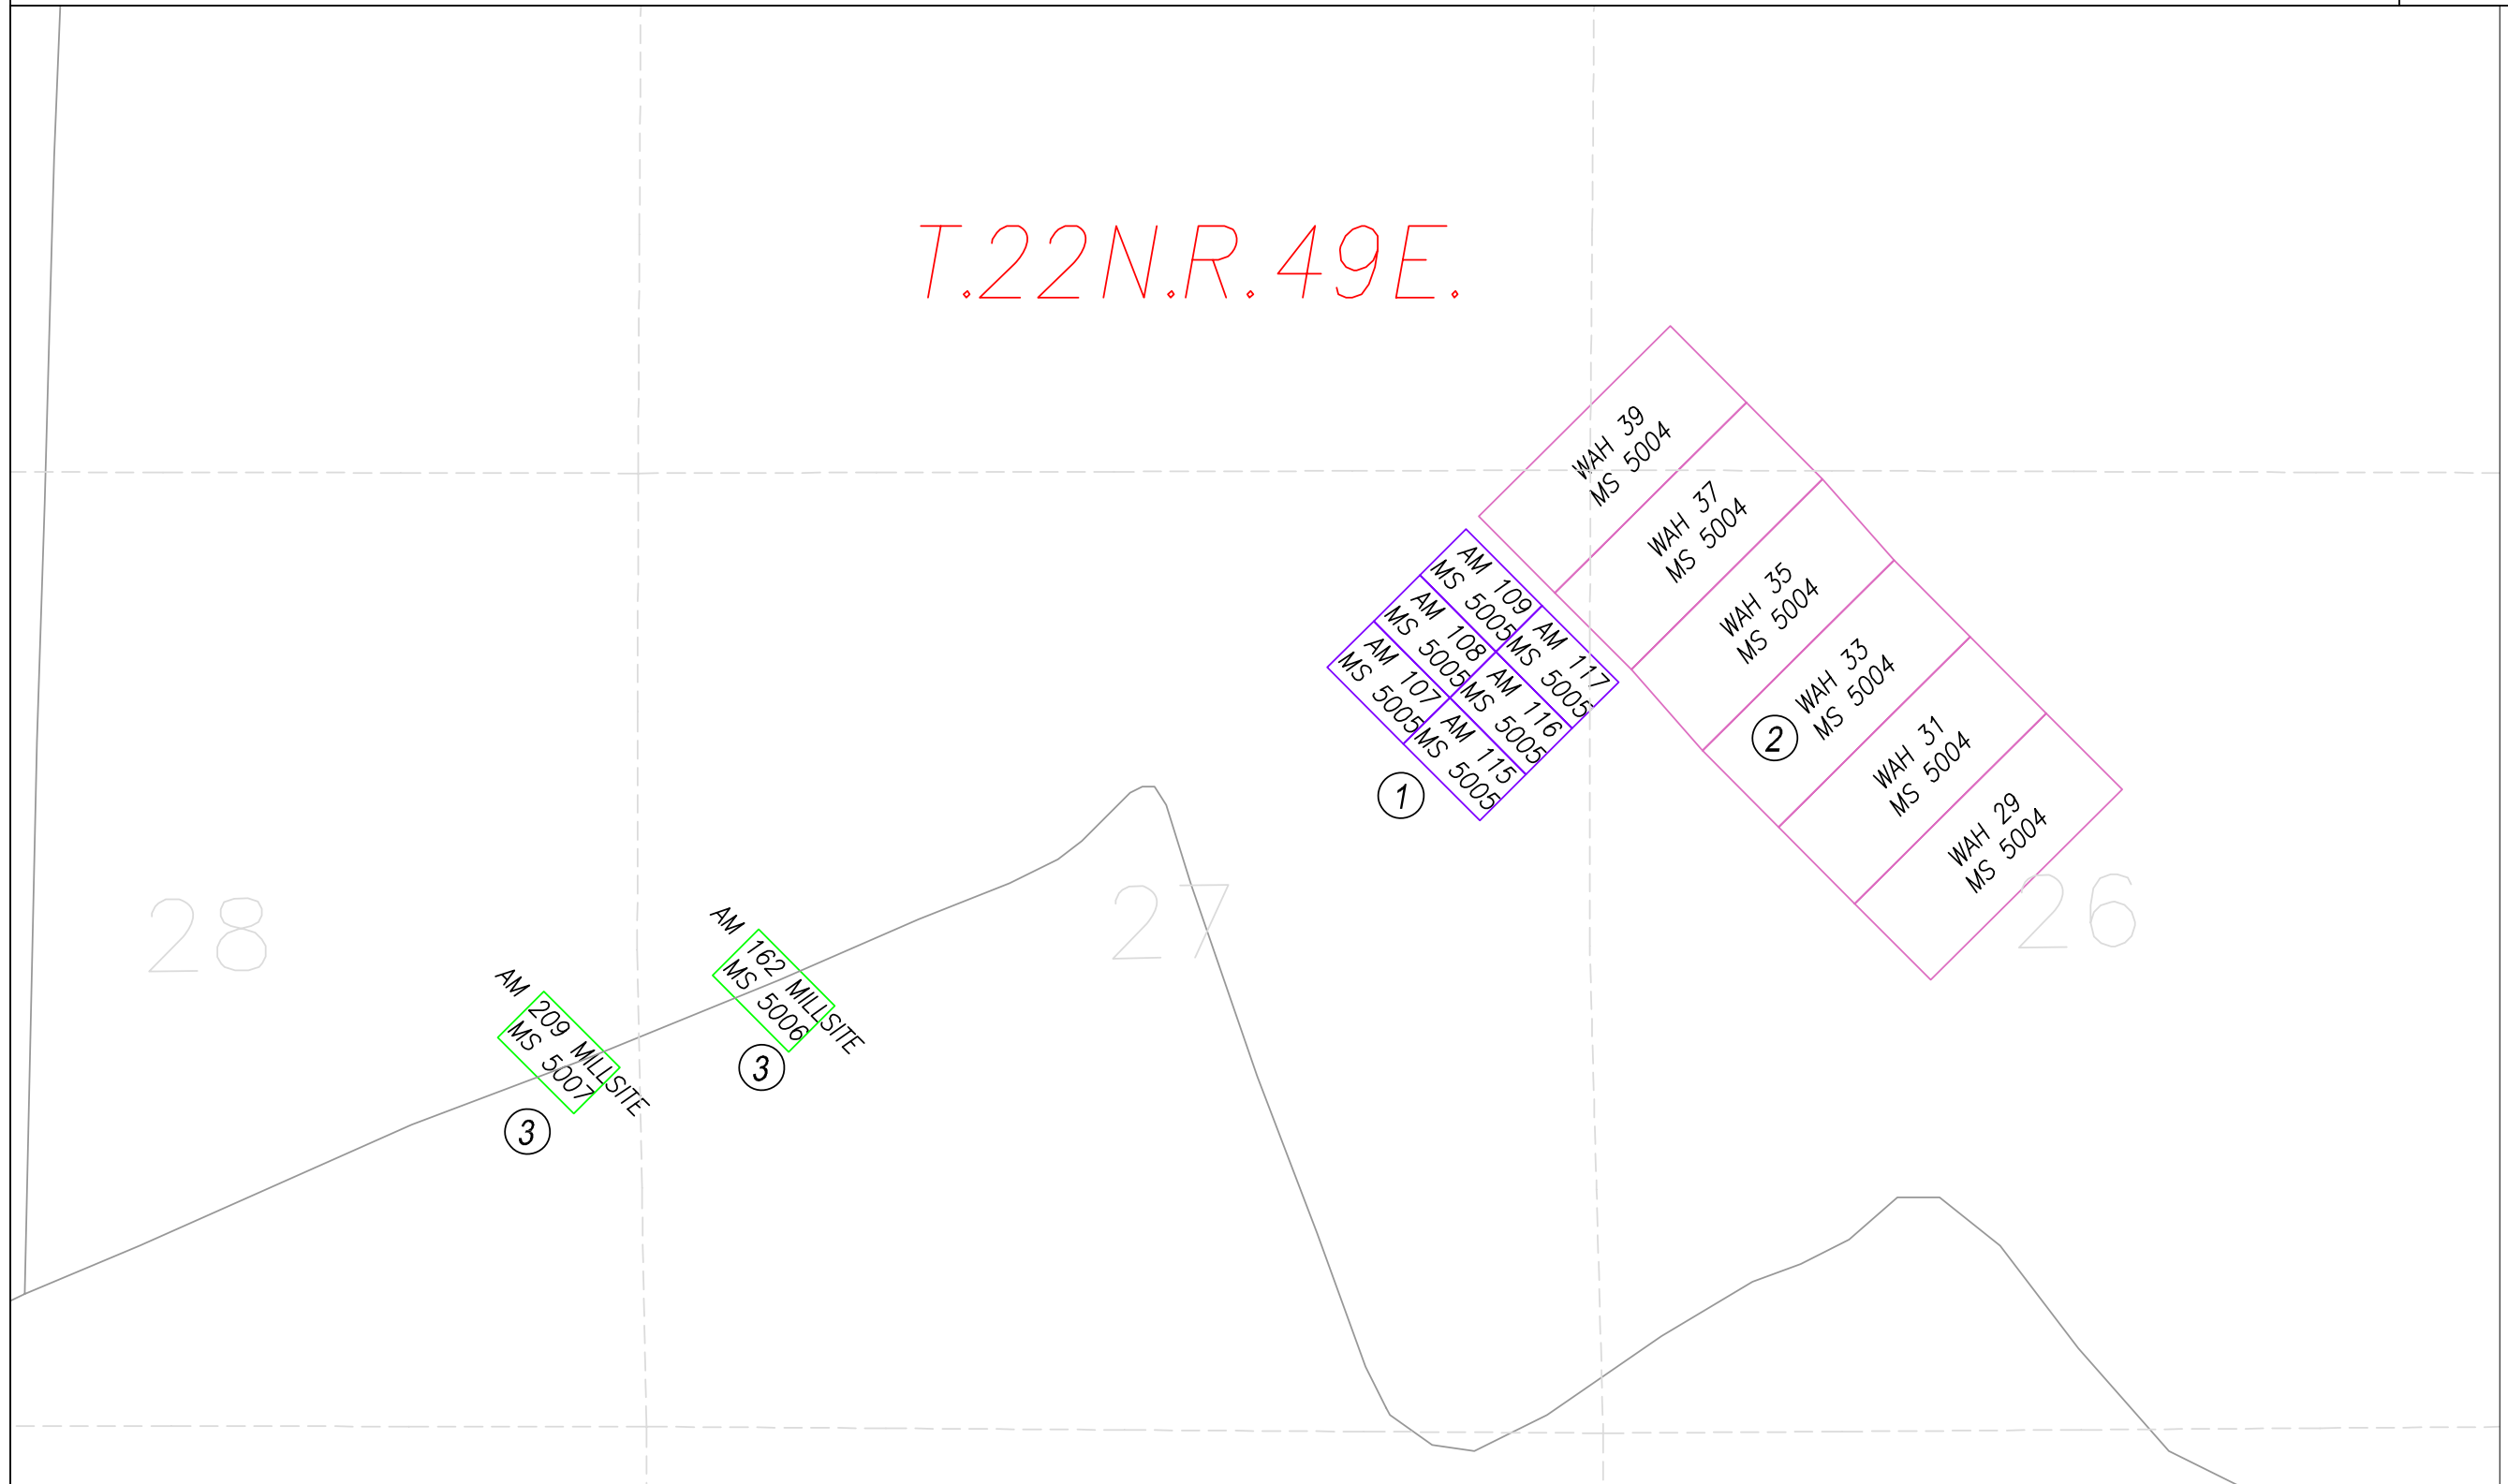 T.22N.R.49E.
WAH 39
MS 5004
WAH 37
MS 5004
WAH 35
MS 5004
WAH 33
MS 5004
2
WAH 31
MS 5004
WAH 29
MS 5004
AM 109
MS 5005
AM 108
MS 5005
AM 107
MS 5005
AM 117
MS 5005
AM 116
MS 5005
AM 115
MS 5005
1
28
27
26
AM 162 MILLSITE
MS 5006
3
AM 209 MILLSITE
MS 5007
3